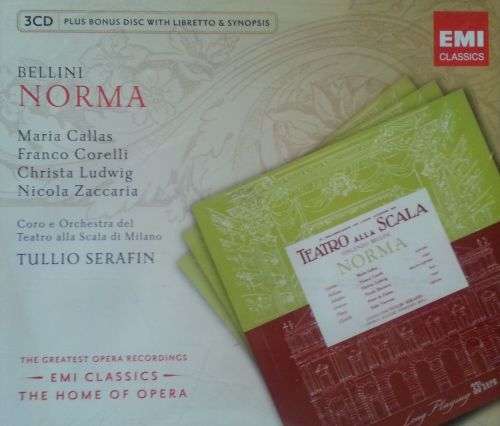 3CD PLUS BONUS DISC WITH LIBRETTO & SYNOPSIS
EMI
CLASSICS
BELLINI
NORMA
Maria Callas
Franco Corelli
Christa Ludwig
Nicola Zaccaria
Coro e Orchestra del
Teatro alla Scala di Milano
TULLIO SERAFIN
TEATRO ALLA SCALA
NORMA
Long Playing
THE GREATEST OPERA RECORDINGS
EMI CLASSICS
THE HOME OF OPERA